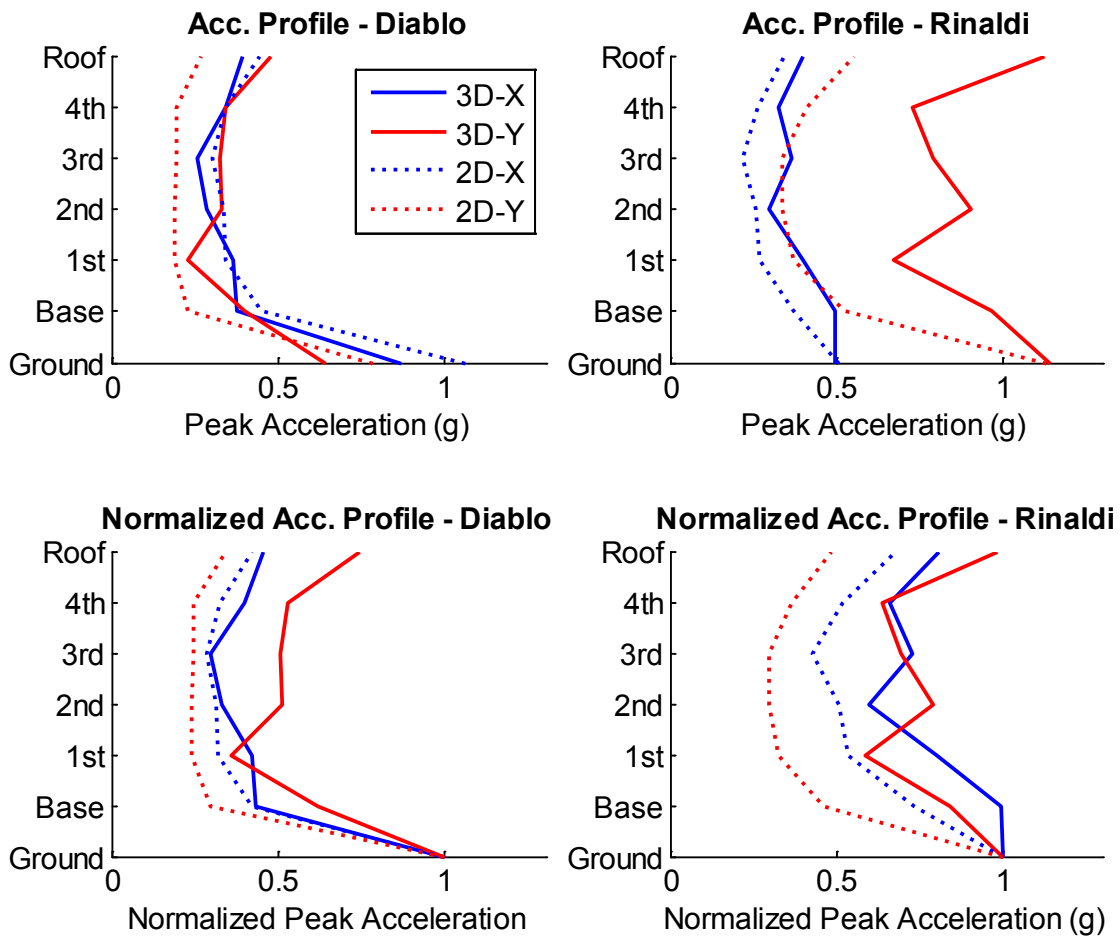 Acc. Profile - Diablo
Roof
4th
3rd
2nd
1st
Base
Ground
0
0.5
1
Peak Acceleration (g)
3D-X
3D-Y
2D-X
2D-Y
Acc. Profile - Rinaldi
Roof
4th
3rd
2nd
1st
Base
Ground
0
0.5
1
Peak Acceleration (g)
Normalized Acc. Profile - Diablo
Roof
4th
3rd
2nd
1st
Base
Ground
0
0.5
1
Normalized Peak Acceleration
Normalized Acc. Profile - Rinaldi
Roof
4th
3rd
2nd
1st
Base
Ground
0
0.5
1
Normalized Peak Acceleration (g)